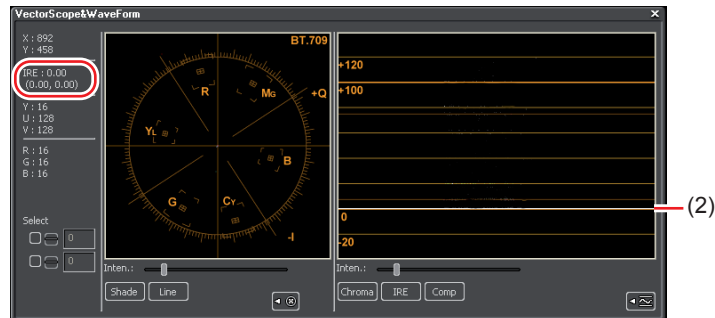 VectorScope&WaveForm
X : 892
Y : 458
IRE : 0.00
(0.00, 0.00)
Y : 16
U : 128
V : 128
R : 16
G : 16
B : 16
Select
0
0
BT.709
R
MG
+Q
YL
B
G
CY
-I
Inten.:
Shade
Line
+120
+100
0
-20
Inten.:
Chroma
IRE
Comp
(2)